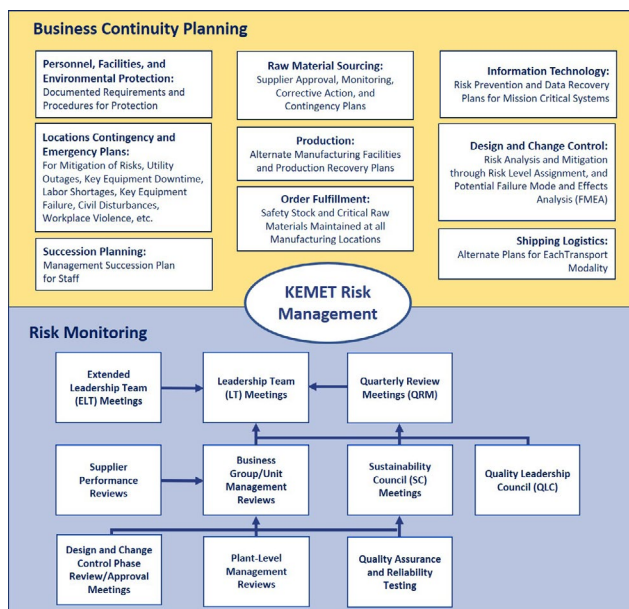 Business Continuity Planning
Personnel, Facilities, and
Environmental Protection:
Documented Requirements and
Procedures for Protection
Locations Contingency and
Emergency Plans:
For Mitigation of Risks, Utility
Outages, Key Equipment Downtime,
Labor Shortages, Key Equipment
Failure, Civil Disturbances,
Workplace Violence, etc.
Succession Planning:
Management Succession Plan
for Staff
Raw Material Sourcing:
Supplier Approval, Monitoring,
Corrective Action, and
Contingency Plans
Production:
Alternate Manufacturing Facilities
and Production Recovery Plans
Order Fulfillment:
Safety Stock and Critical Raw
Materials Maintained at all
Manufacturing Locations
Information Technology:
Risk Prevention and Data Recovery
Plans for Mission Critical Systems
Design and Change Control:
Risk Analysis and Mitigation
through Risk Level Assignment, and
Potential Failure Mode and Effects
Analysis (FMEA)
Shipping Logistics:
Alternate Plans for EachTransport
Modality
KEMET Risk
Management
Risk Monitoring
Extended
Leadership Team
(ELT) Meetings
Leadership Team
(LT) Meetings
Quarterly Review
Meetings (QRM)
Supplier
Performance
Reviews
Business
Group/Unit
Management
Reviews
Sustainability
Council (SC)
Meetings
Quality Leadership
Council (QLC)
Design and Change
Control Phase
Review/Approval
Meetings
Plant-Level
Management
Reviews
Quality Assurance
and Reliability
Testing